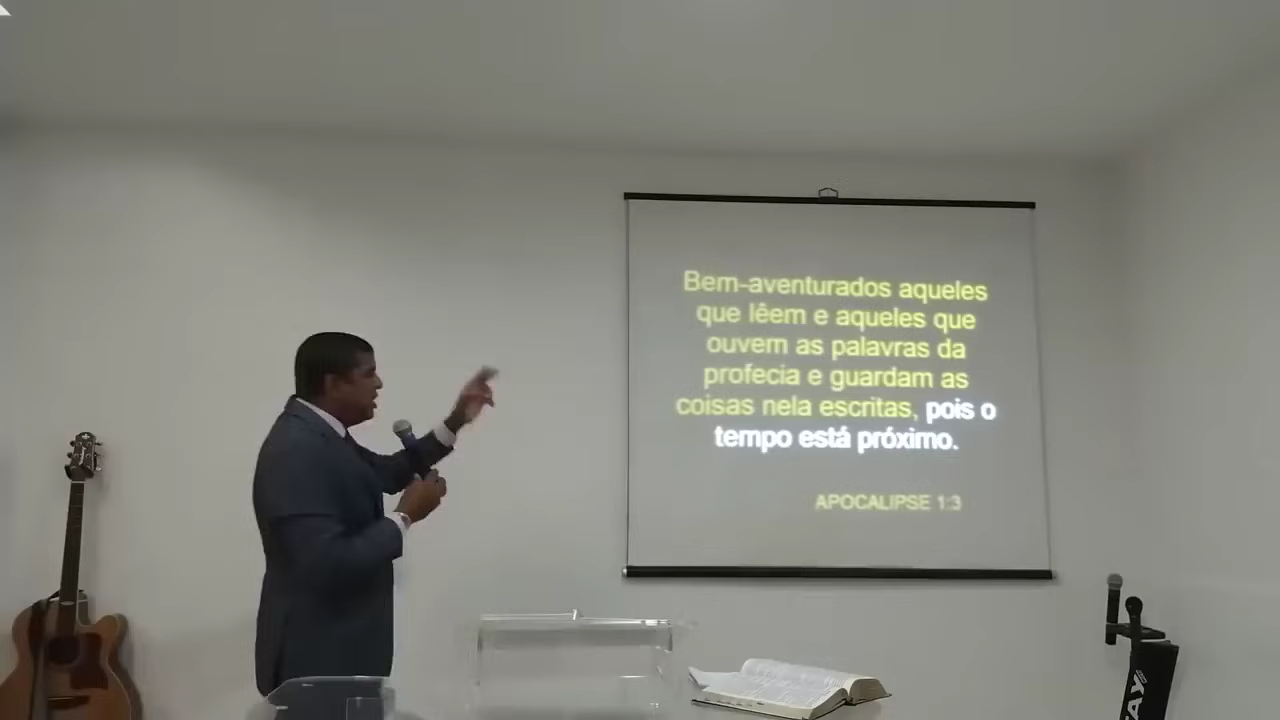 Bem-aventurados aqueles
que lêem e aqueles que
ouvem as palavras da
profecia e guardam as
coisas nela escritas, pois o
tempo está próximo.
APOCALIPSE 1:3